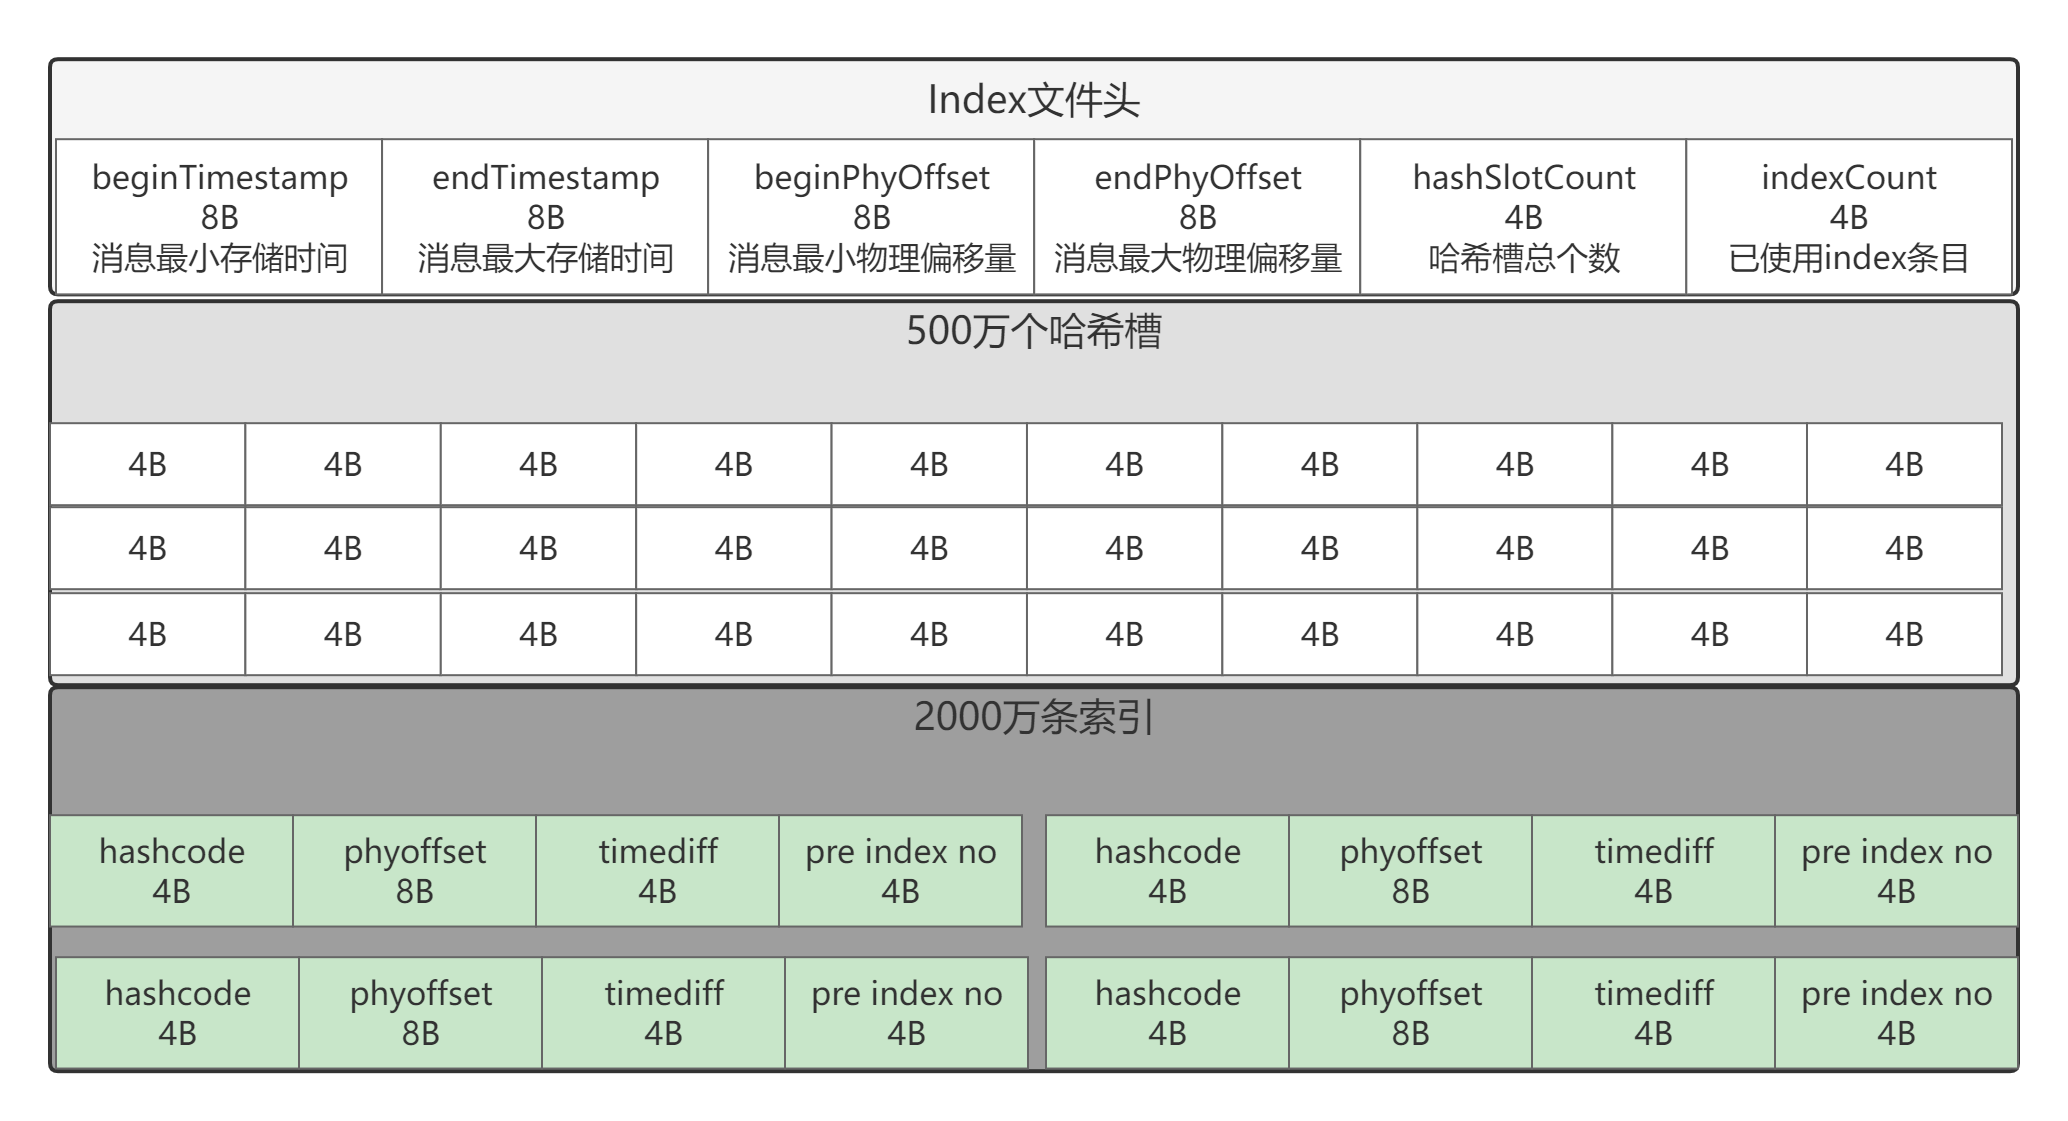 Index文件头
beginTimestamp
8B
消息最小存储时间
endTimestamp
8B
消息最大存储时间
beginPhyOffset
8B
消息最小物理偏移量
endPhyOffset
8B
消息最大物理偏移量
hashSlotCount
4B
哈希槽总个数
indexCount
4B
已使用index条目
500万个哈希槽
4B 4B 4B 4B 4B 4B 4B 4B 4B 4B
4B 4B 4B 4B 4B 4B 4B 4B 4B 4B
4B 4B 4B 4B 4B 4B 4B 4B 4B 4B
2000万条索引
hashcode
4B
phyoffset
8B
timediff
4B
pre index no
4B
hashcode
4B
phyoffset
8B
timediff
4B
pre index no
4B
hashcode
4B
phyoffset
8B
timediff
4B
pre index no
4B
hashcode
4B
phyoffset
8B
timediff
4B
pre index no
4B